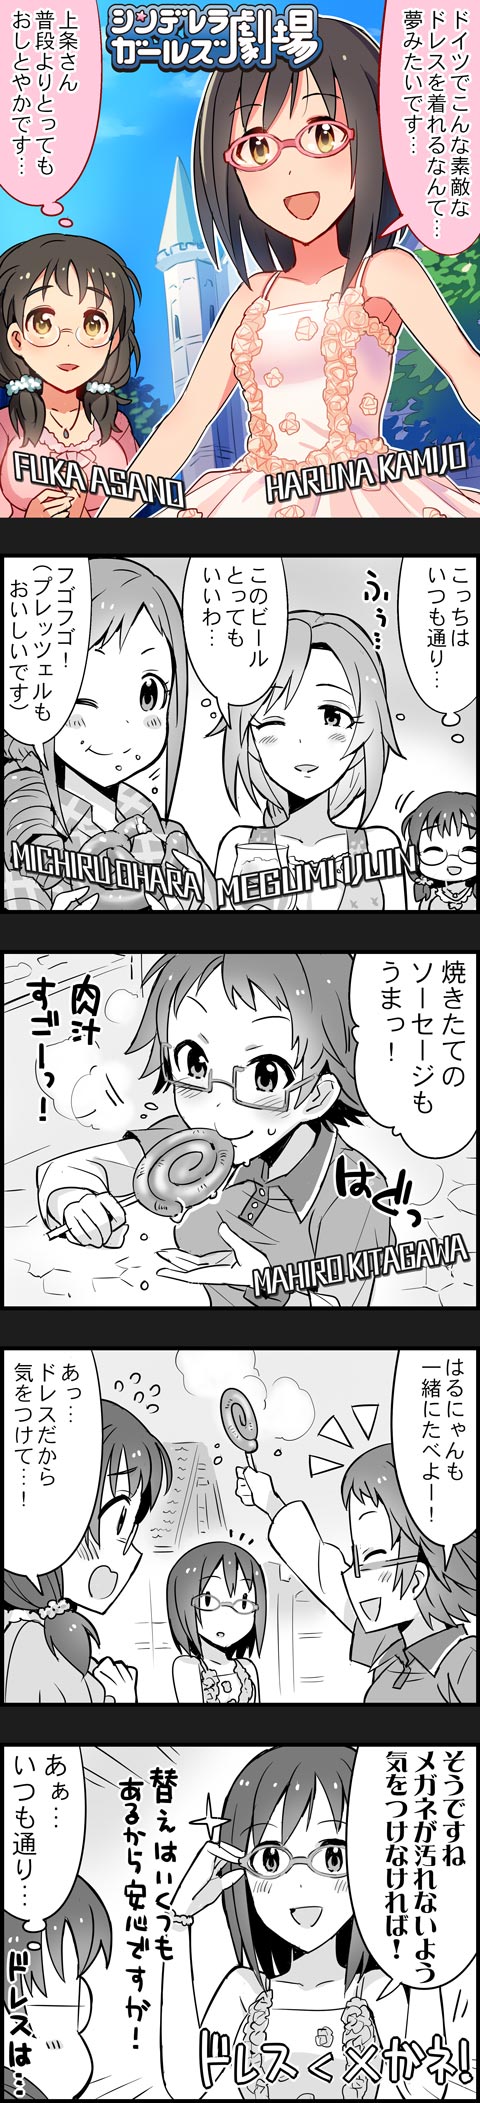 シンデレラ
ガールズ劇場
ドイツでこんな素敵な
ドレスを着れるなんて…
夢みたいです…
上条さん
普段よりとっても
おしとやかです…
FUKA ASANO
HARUNA KAMIJO
こっちは
いつも通り…
ふぅ…
このビール
とっても
いいわ…
フゴフゴ！
（プレッツェルも
おいしいです）
MICHIRU OHARA
MEGUMI IJUIN
焼きたての
ソーセージも
うまっ！
肉汁
すごーっ！
はぐっ
MAHIRO KITAGAWA
はるにゃんも
一緒にたべよー！
あっ…
ドレスだから
気をつけて…！
そうですね
メガネが汚れないよう
気をつけなければ！
替えはいくつも
あるから安心ですが！
あぁ…
いつも通り…
ドレスは…
ドレス＜メガネ！